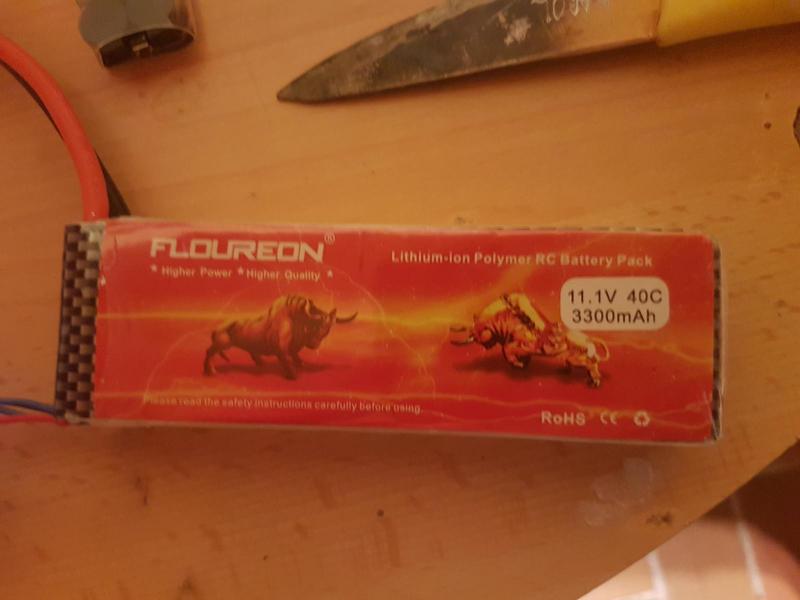 FLOUREON®
* Higher Power * Higher Quality *
Lithium-ion Polymer RC Battery Pack
11.1V 40C
3300mAh
Please read the safety instructions carefully before using.
RoHS CE